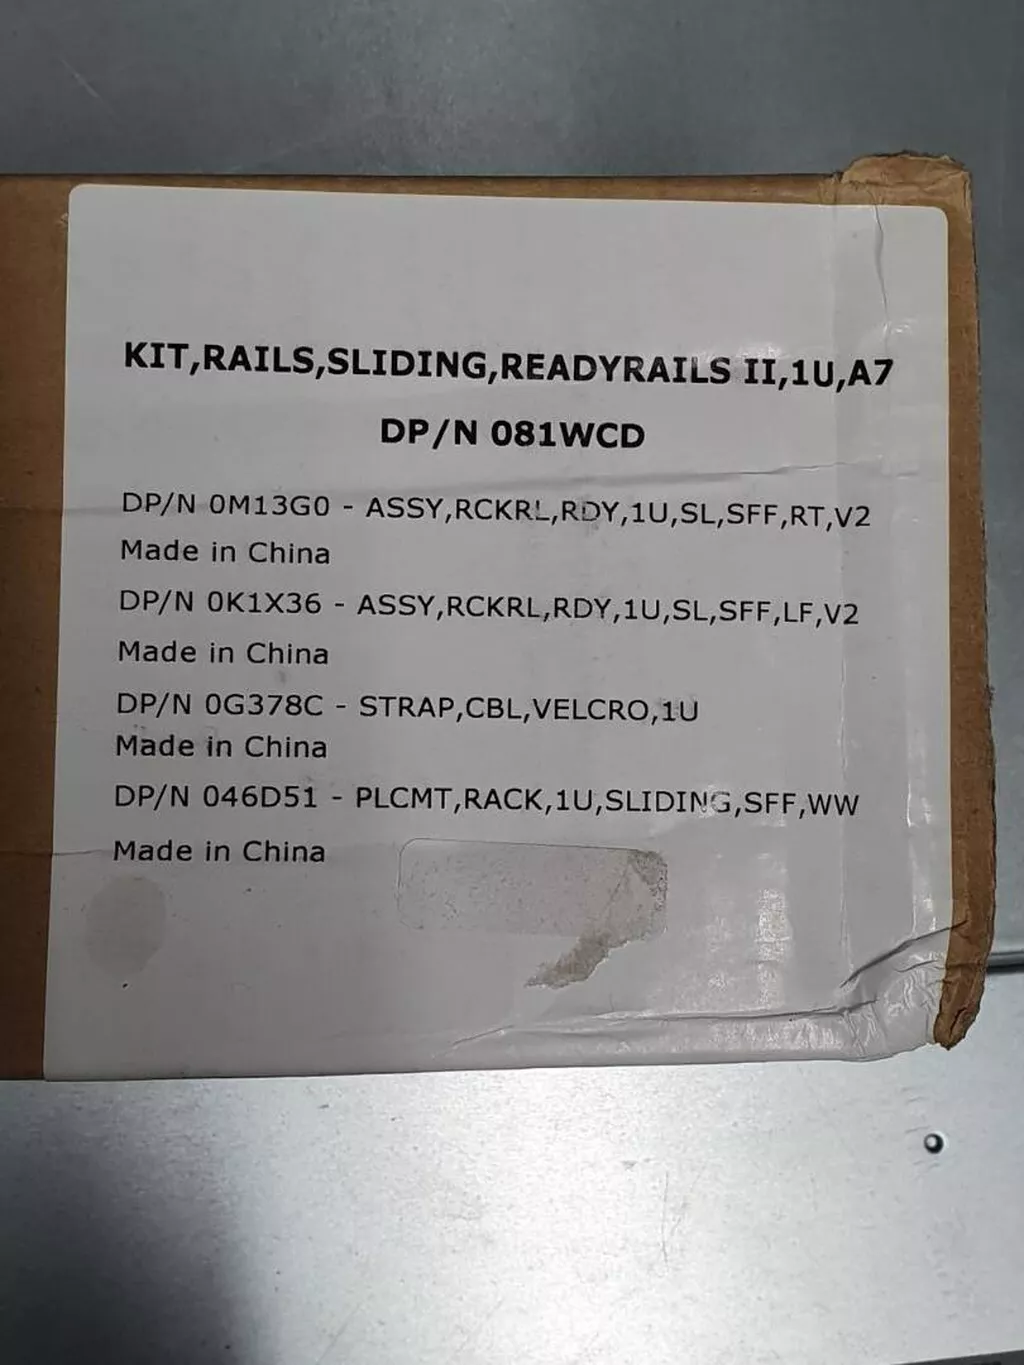 KIT,RAILS,SLIDING,READYRAILS II,1U,A7
DP/N 081WCD
DP/N 0M13G0 - ASSY,RCKRL,RDY,1U,SL,SFF,RT,V2
Made in China
DP/N 0K1X36 - ASSY,RCKRL,RDY,1U,SL,SFF,LF,V2
Made in China
DP/N 0G378C - STRAP,CBL,VELCRO,1U
Made in China
DP/N 046D51 - PLCMT,RACK,1U,SLIDING,SFF,WW
Made in China